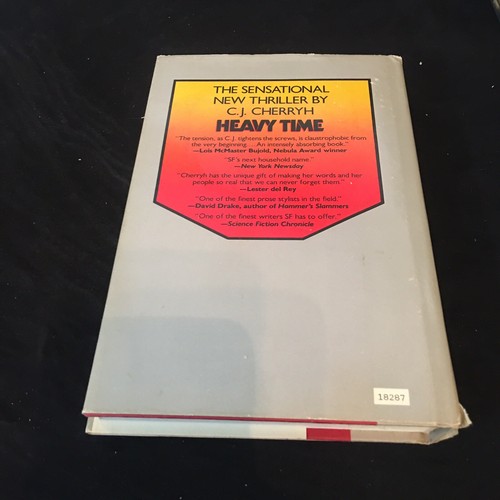 THE SENSATIONAL
NEW THRILLER BY
C.J. CHERRYH
HEAVY TIME
"The tension, as C.J. tightens the screws, is claustrophobic from
the very beginning. . . . An intensely absorbing book."
—Lois McMaster Bujold, Nebula Award winner
"SF's next household name."
—New York Newsday
"Cherryh has the unique gift of making her words and her
people so real that we can never forget them."
—Lester del Rey
"One of the finest prose stylists in the field."
—David Drake, author of Hammer's Slammers
"One of the finest writers SF has to offer."
—Science Fiction Chronicle
18287